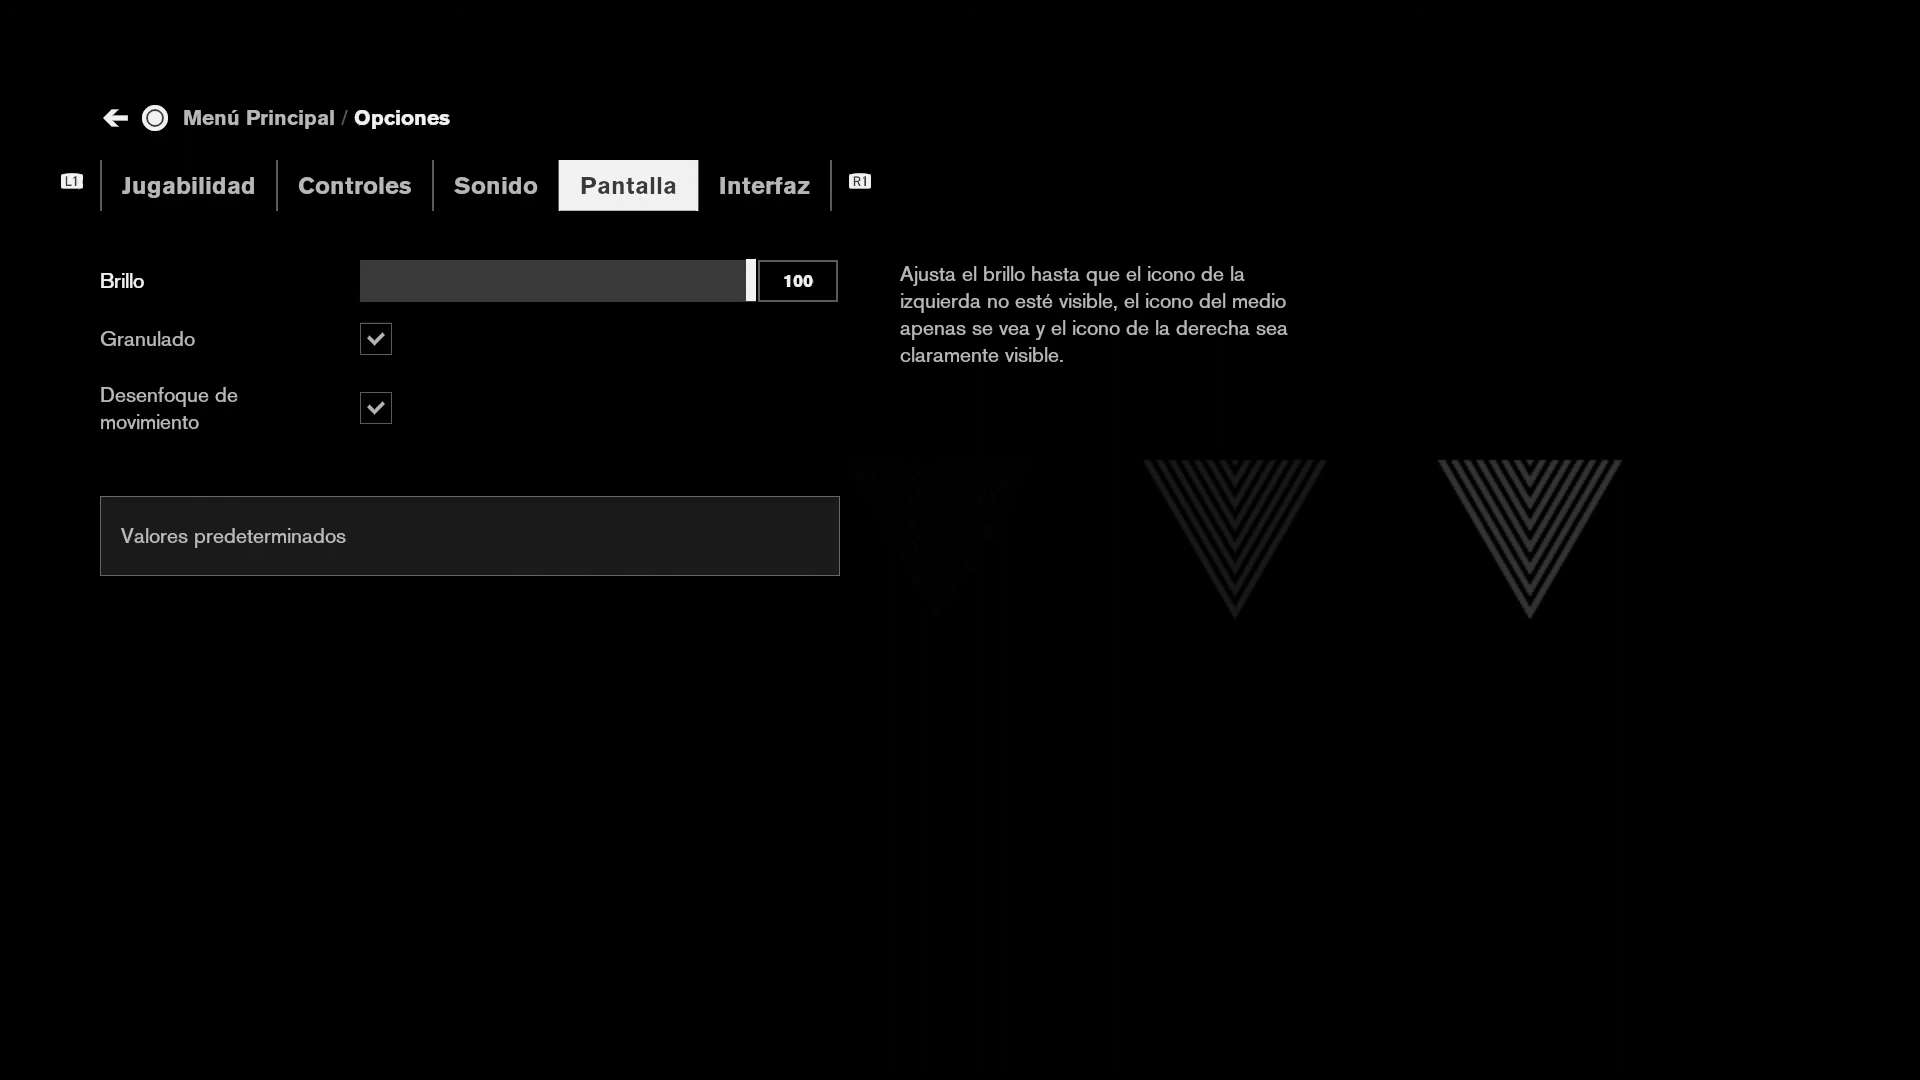 Menú Principal / Opciones
L1 Jugabilidad Controles Sonido Pantalla Interfaz R1
Brillo 100
Granulado
Desenfoque de
movimiento
Valores predeterminados
Ajusta el brillo hasta que el icono de la
izquierda no esté visible, el icono del medio
apenas se vea y el icono de la derecha sea
claramente visible.